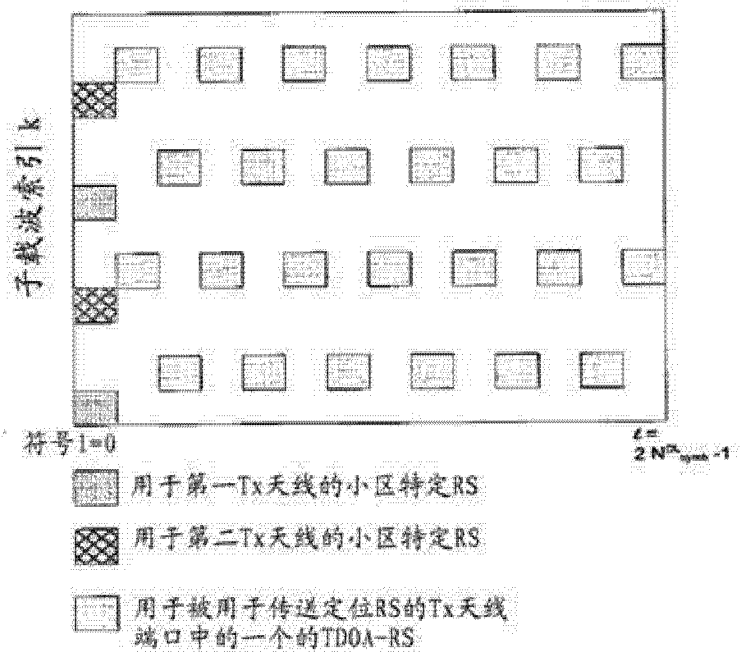 子载波索引 k
符号l=0
ℓ=
2 N^DL_symb -1
用于第一Tx天线的小区特定RS
用于第二Tx天线的小区特定RS
用于被用于传送定位RS的Tx天线
端口中的一个的TDOA-RS